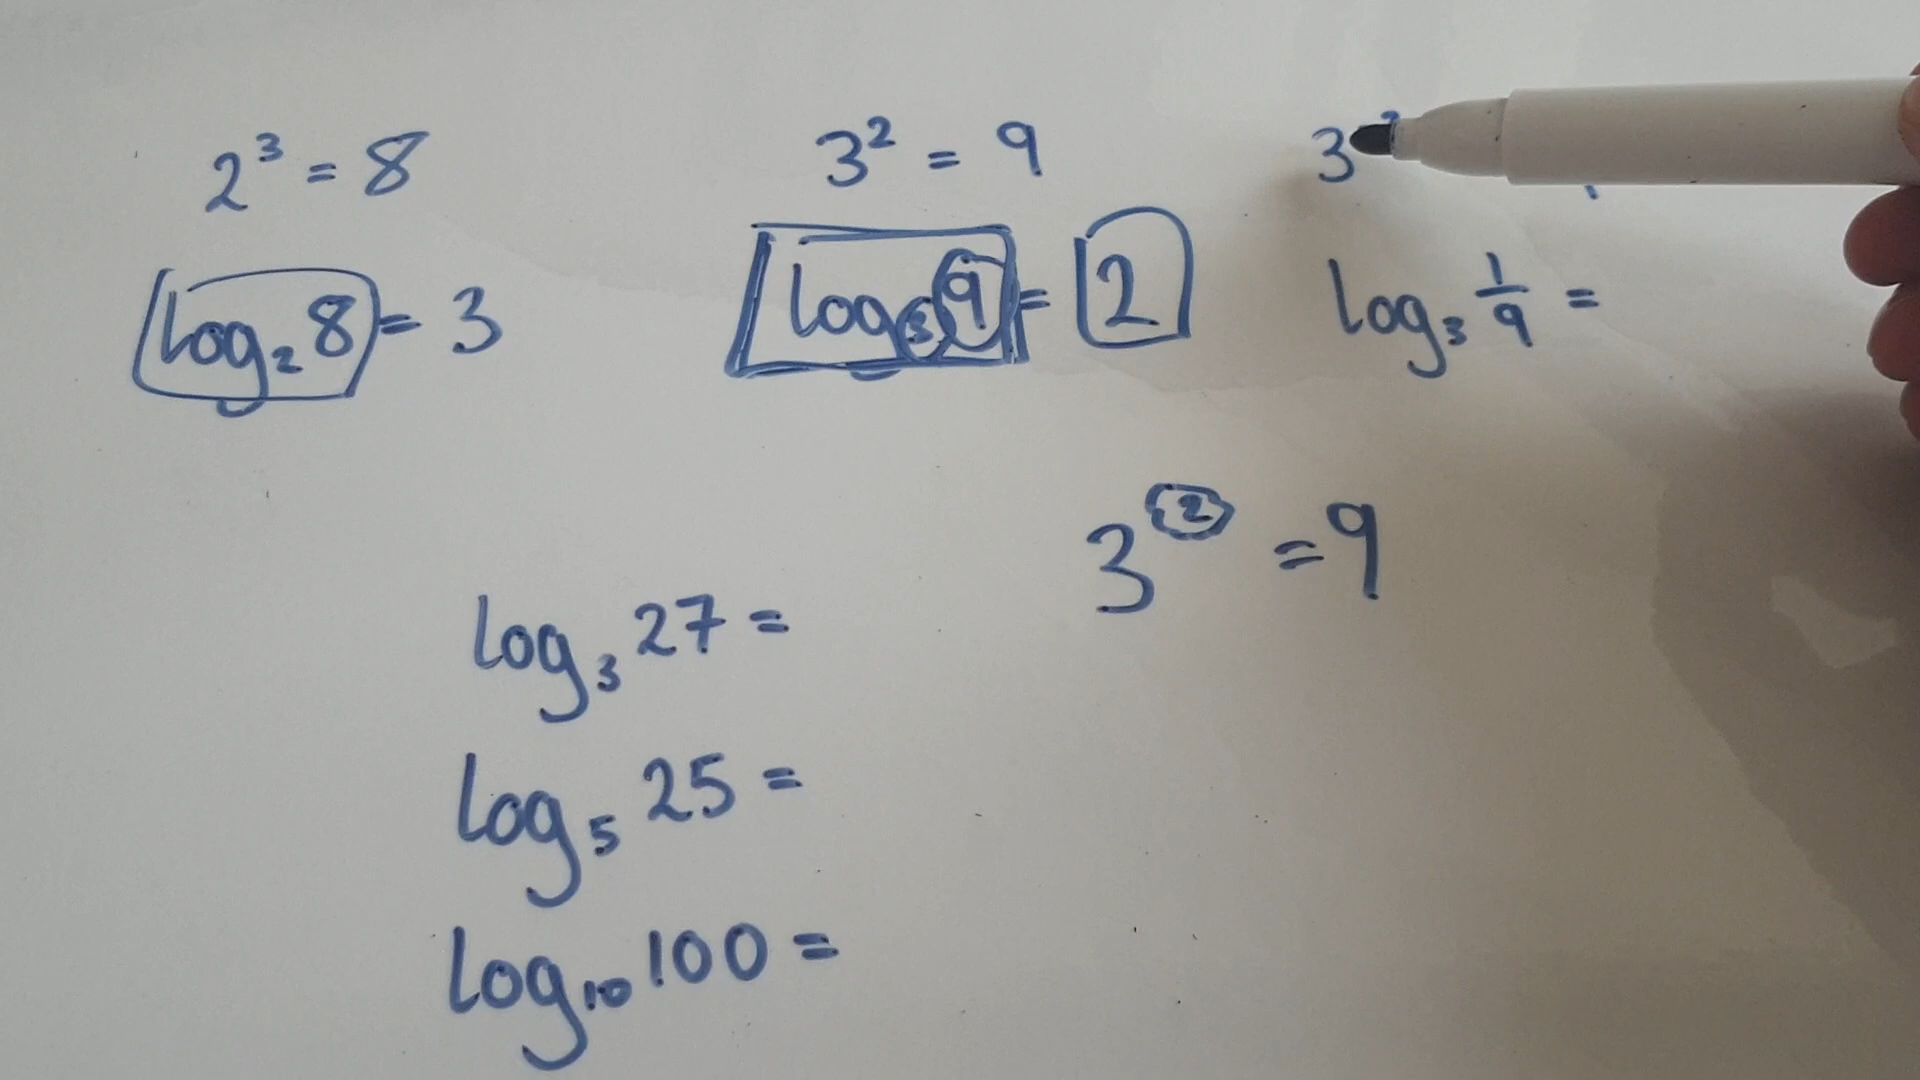 2³ = 8
3² = 9
3
log₂ 8 = 3
log₃ 9 = 2
log₃ 1/9 =
3² = 9
log₃ 27 =
log₅ 25 =
log₁₀ 100 =